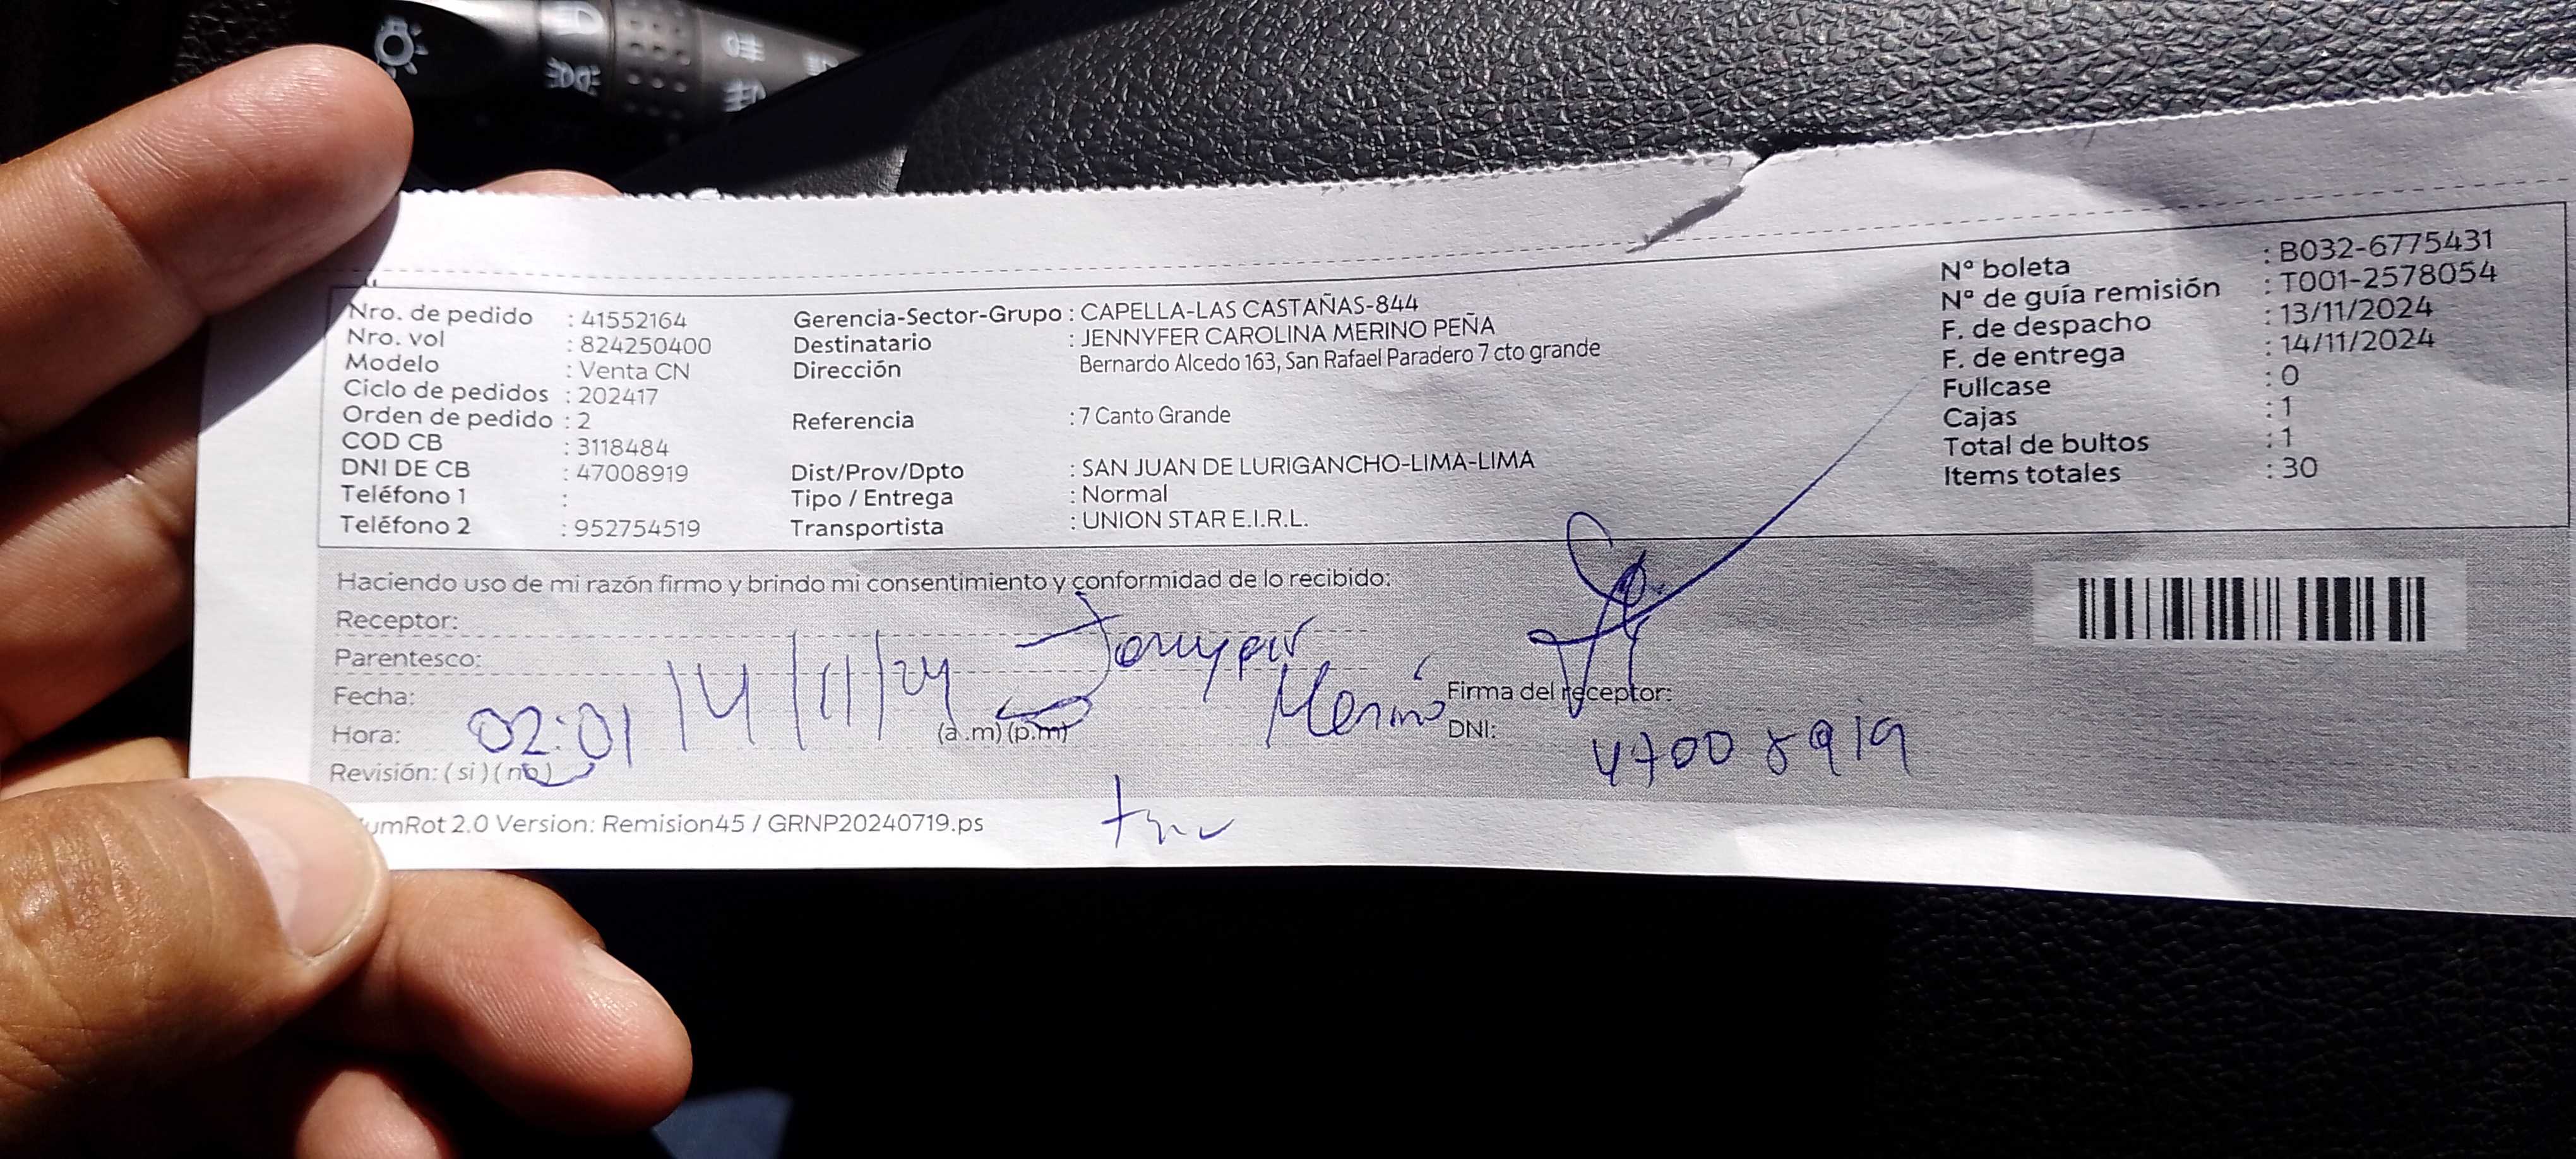 Nro. de pedido : 41552164
Nro. vol : 824250400
Modelo : Venta CN
Ciclo de pedidos : 202417
Orden de pedido : 2
COD CB : 3118484
DNI DE CB : 47008919
Teléfono 1 :
Teléfono 2 : 952754519
Gerencia-Sector-Grupo : CAPELLA-LAS CASTAÑAS-844
Destinatario : JENNYFER CAROLINA MERINO PEÑA
Dirección Bernardo Alcedo 163, San Rafael Paradero 7 cto grande
Referencia : 7 Canto Grande
Dist/Prov/Dpto : SAN JUAN DE LURIGANCHO-LIMA-LIMA
Tipo / Entrega : Normal
Transportista : UNION STAR E.I.R.L.
Nº boleta : B032-6775431
Nº de guía remisión : T001-2578054
F. de despacho : 13/11/2024
F. de entrega : 14/11/2024
Fullcase : 0
Cajas : 1
Total de bultos : 1
Items totales : 30
Haciendo uso de mi razón firmo y brindo mi consentimiento y conformidad de lo recibido:
Receptor:
Parentesco:
Fecha: 14/11/24
Hora: 02:01 (a.m) (p.m)
Revisión: (si) (no)
Merino
Firma del receptor:
DNI: 47008919
umRot 2.0 Version: Remision45 / GRNP20240719.ps